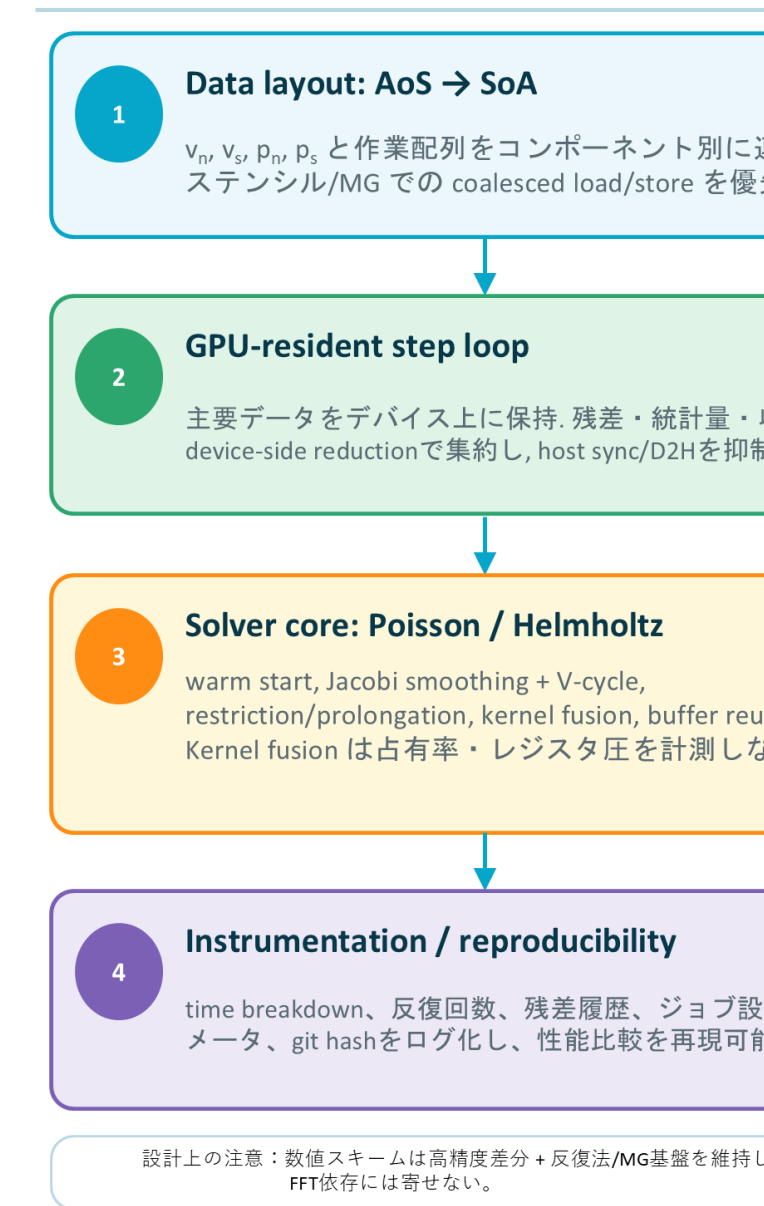 1
Data layout: AoS → SoA
vₙ, vₛ, pₙ, pₛ と作業配列をコンポーネント別に
ステンシル/MG での coalesced load/store を優
2
GPU-resident step loop
主要データをデバイス上に保持. 残差・統計量・
device-side reductionで集約し, host sync/D2Hを抑制
3
Solver core: Poisson / Helmholtz
warm start, Jacobi smoothing + V-cycle,
restriction/prolongation, kernel fusion, buffer reu
Kernel fusion は占有率・レジスタ圧を計測しな
4
Instrumentation / reproducibility
time breakdown、反復回数、残差履歴、ジョブ設
メータ、git hashをログ化し、性能比較を再現可能
設計上の注意：数値スキームは高精度差分 + 反復法/MG基盤を維持し
FFT依存には寄せない。